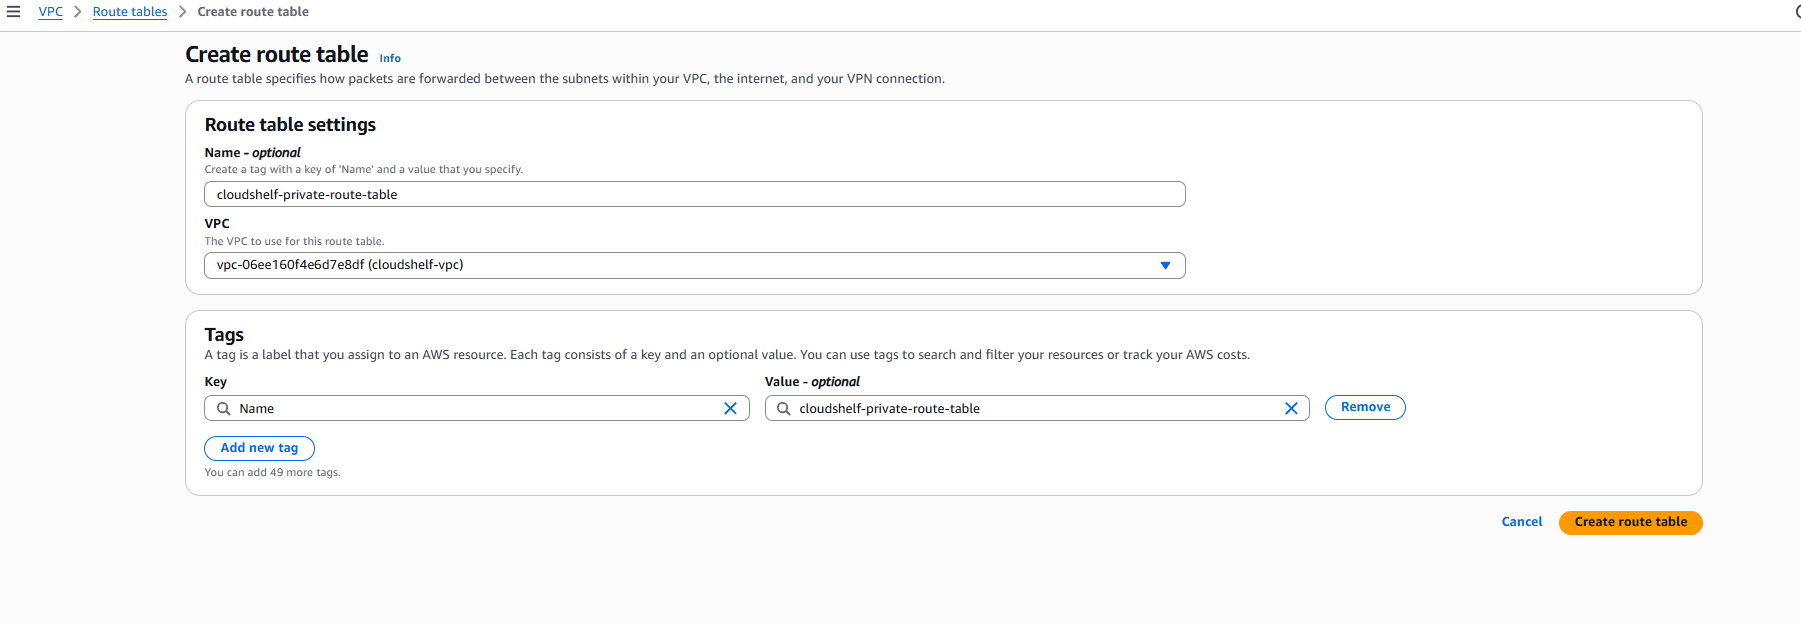 VPC > Route tables > Create route table
Create route table Info
A route table specifies how packets are forwarded between the subnets within your VPC, the internet, and your VPN connection.
Route table settings
Name - optional
Create a tag with a key of 'Name' and a value that you specify.
cloudshelf-private-route-table
VPC
The VPC to use for this route table.
vpc-06ee160f4e6d7e8df (cloudshelf-vpc)
Tags
A tag is a label that you assign to an AWS resource. Each tag consists of a key and an optional value. You can use tags to search and filter your resources or track your AWS costs.
Key Value - optional
Name cloudshelf-private-route-table Remove
Add new tag
You can add 49 more tags.
Cancel Create route table